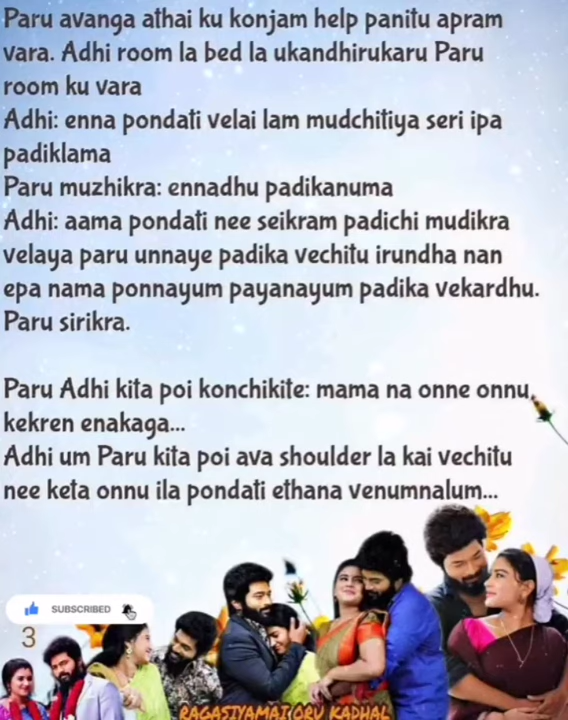 Paru avanga athai ku konjam help panitu apram
vara. Adhi room la bed la ukandhirukaru Paru
room ku vara
Adhi: enna pondati velai lam mudchitiya seri ipa
padiklama
Paru muzhikra: ennadhu padikanuma
Adhi: aama pondati nee seikram padichi mudikra
velaya paru unnaye padika vechitu irundha nan
epa nama ponnayum payanayum padika vekardhu.
Paru sirikra.
Paru Adhi kita poi konchikite: mama na onne onnu
kekren enakaga...
Adhi um Paru kita poi ava shoulder la kai vechitu
nee keta onnu ila pondati ethana venumnalum...
SUBSCRIBED
3
RAGASIYAMAI ORU KADHAL